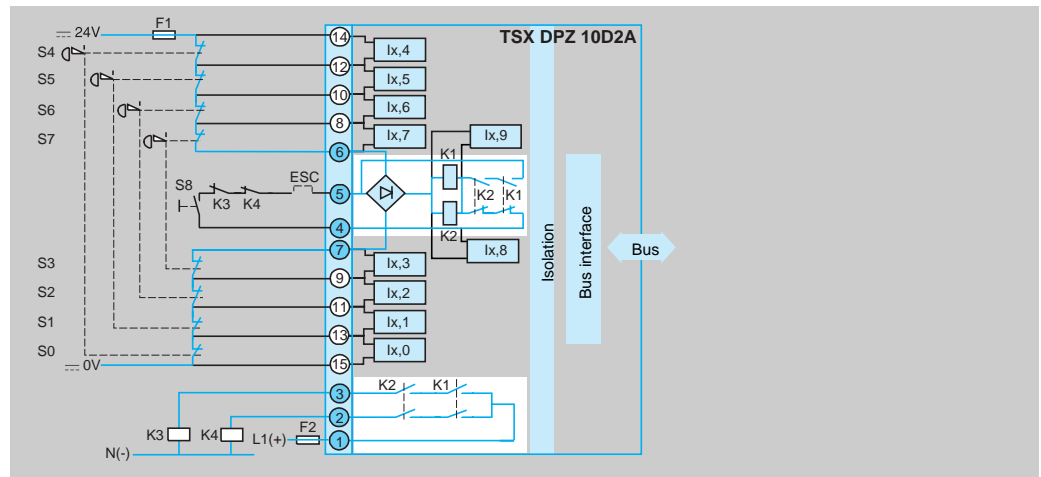 F1
24V
14
TSX DPZ 10D2A
S4
Ix,4
12
S5
Ix,5
10
S6
Ix,6
8
S7
Ix,7
Ix,9
6
K1
S8
ESC
5
K3
K4
K2
K1
4
K2
7
Ix,8
Isolation
Bus interface
Bus
S3
Ix,3
9
S2
Ix,2
11
S1
Ix,1
13
S0
Ix,0
0V
15
K2
K1
3
2
K3
K4
L1(+)
F2
1
N(-)